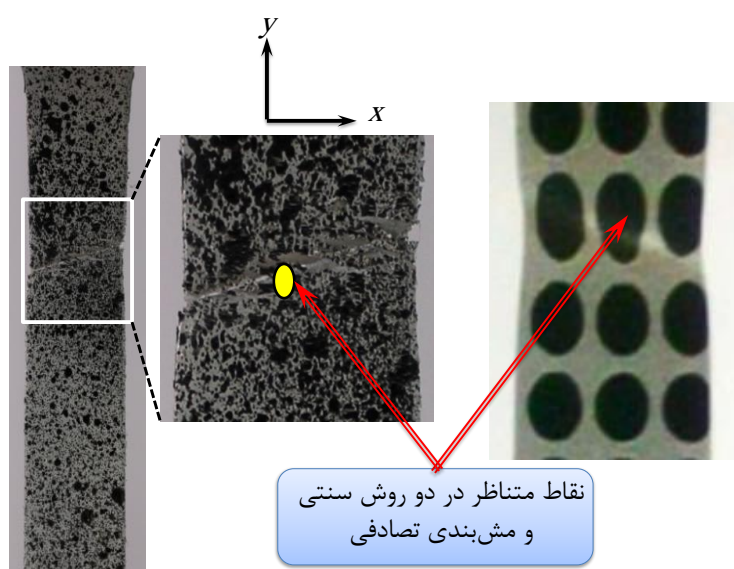 y
x
نقاط متناظر در دو روش سنتی
و مش‌بندی تصادفی